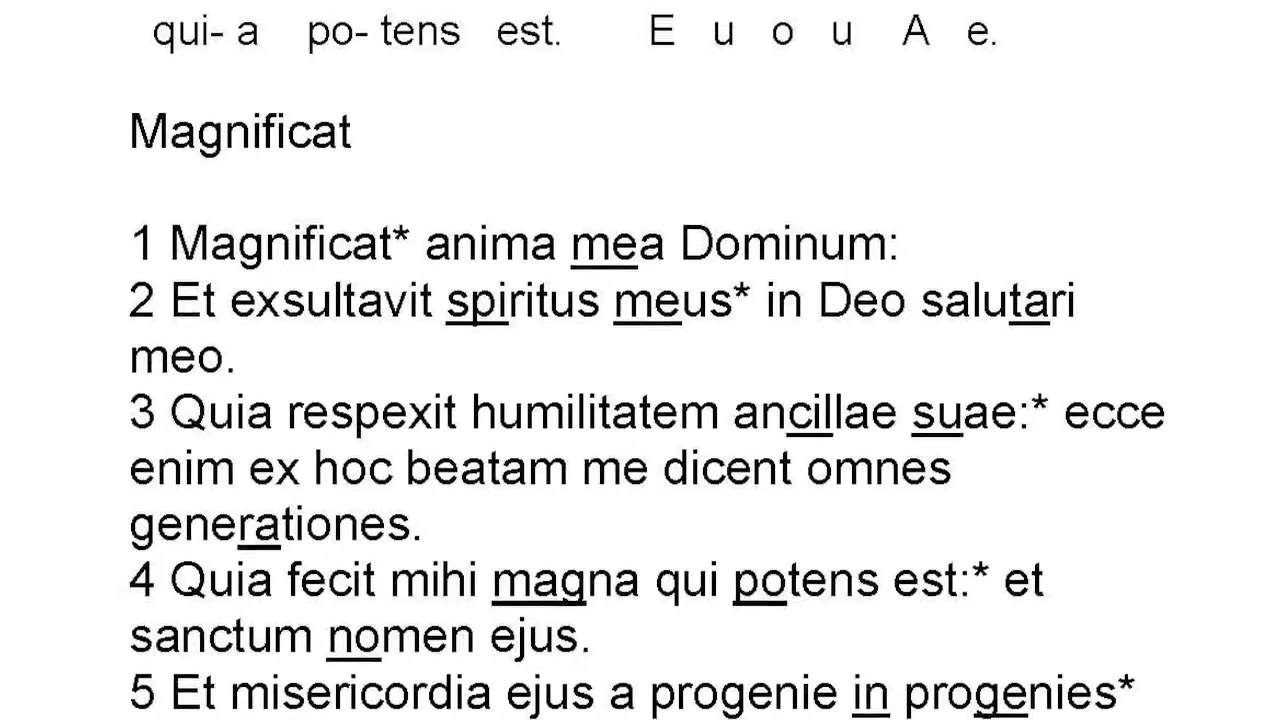 qui- a po- tens est. E u o u A e.
Magnificat
1 Magnificat* anima mea Dominum:
2 Et exsultavit spiritus meus* in Deo salutari
meo.
3 Quia respexit humilitatem ancillae suae:* ecce
enim ex hoc beatam me dicent omnes
generationes.
4 Quia fecit mihi magna qui potens est:* et
sanctum nomen ejus.
5 Et misericordia ejus a progenie in progenies*